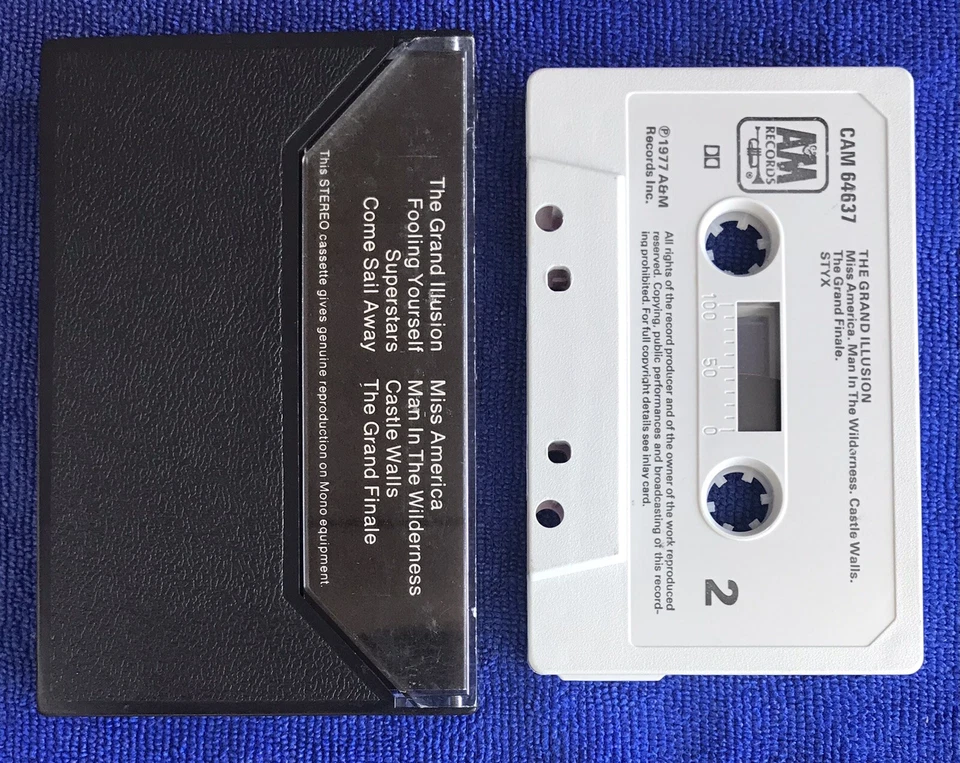 The Grand Illusion
Fooling Yourself
Superstars
Come Sail Away
Miss America
Man In The Wilderness
Castle Walls
The Grand Finale
This STEREO cassette gives genuine reproduction on Mono equipment.
CAM 64637
A&M
RECORDS ®
THE GRAND ILLUSION
Miss America. Man In The Wilderness. Castle Walls.
The Grand Finale.
STYX
2
100 50 0
℗1977 A&M
Records Inc.
All rights of the record producer and of the owner of the work reproduced
reserved. Copying, public performances and broadcasting of this record-
ing prohibited. For full copyright details see inlay card.